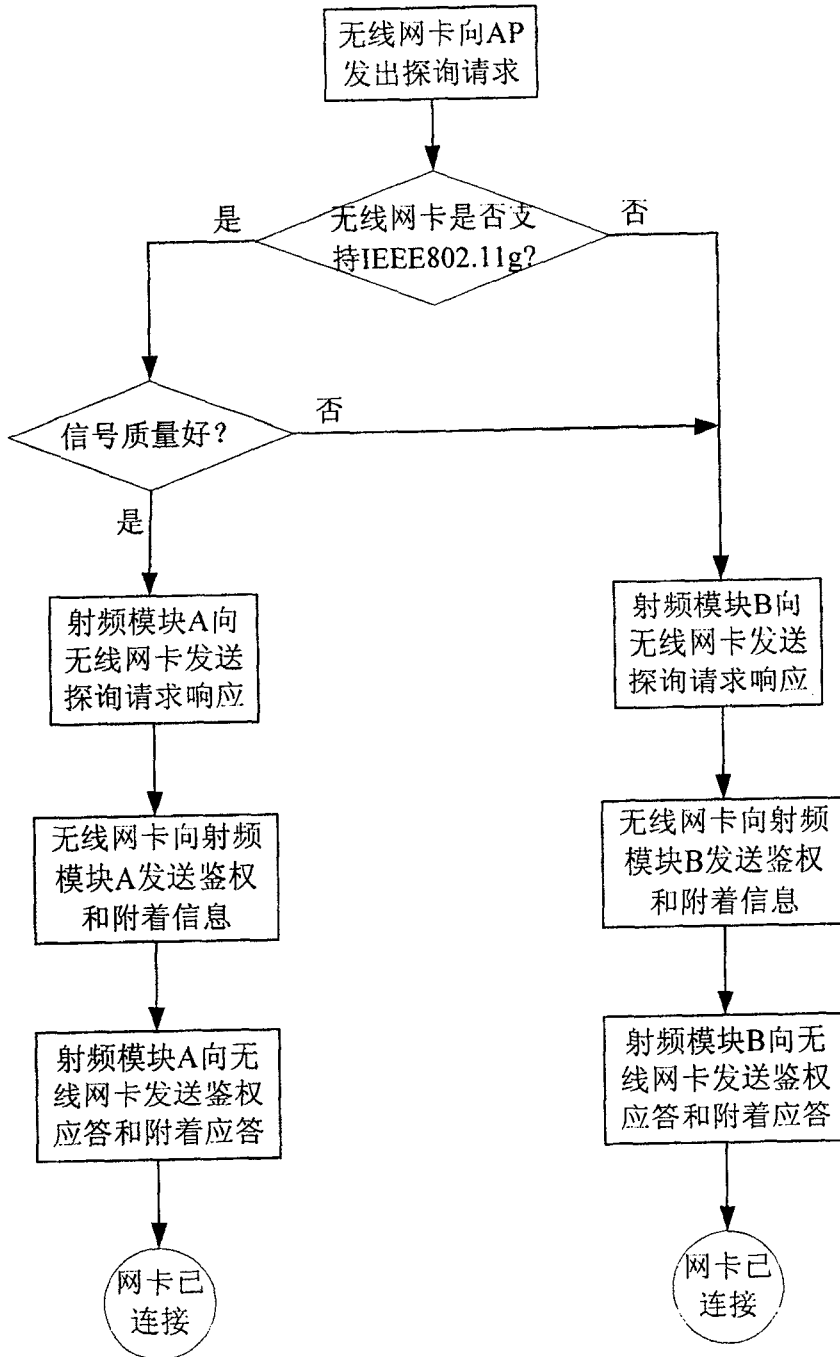 无线网卡向AP
发出探询请求
是
无线网卡是否支
持IEEE802.11g?
否
信号质量好?
否
是
射频模块A向
无线网卡发送
探询请求响应
射频模块B向
无线网卡发送
探询请求响应
无线网卡向射频
模块A发送鉴权
和附着信息
无线网卡向射频
模块B发送鉴权
和附着信息
射频模块A向无
线网卡发送鉴权
应答和附着应答
射频模块B向无
线网卡发送鉴权
应答和附着应答
网卡已
连接
网卡已
连接